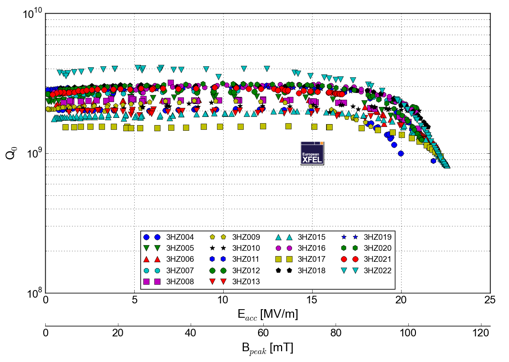 10^10
10^9
10^8
Q_0
European
XFEL
3HZ004 3HZ009 3HZ015 3HZ019
3HZ005 3HZ010 3HZ016 3HZ020
3HZ006 3HZ011 3HZ017 3HZ021
3HZ007 3HZ012 3HZ018 3HZ022
3HZ008 3HZ013
0 5 10 15 20 25
E_acc [MV/m]
0 20 40 60 80 100 120
B_peak [mT]